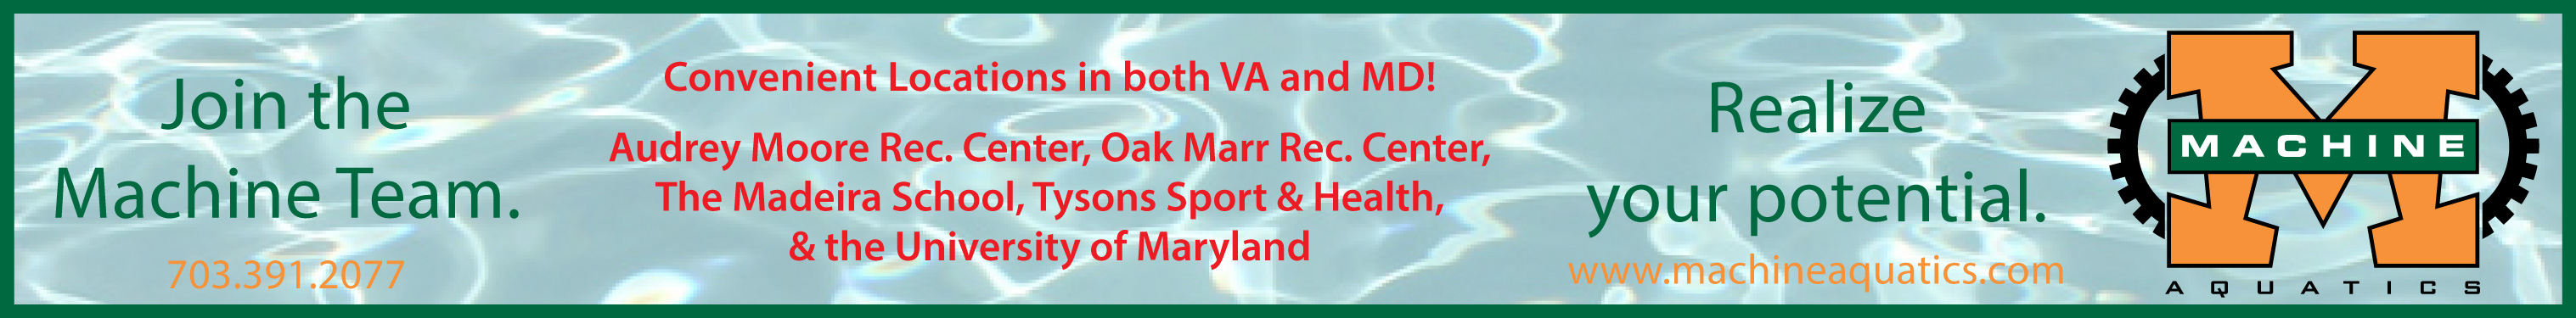 Join the
Machine Team.
703.391.2077
Convenient Locations in both VA and MD!
Audrey Moore Rec. Center, Oak Marr Rec. Center,
The Madeira School, Tysons Sport & Health,
& the University of Maryland
Realize
your potential.
www.machineaquatics.com
MACHINE
AQUATICS